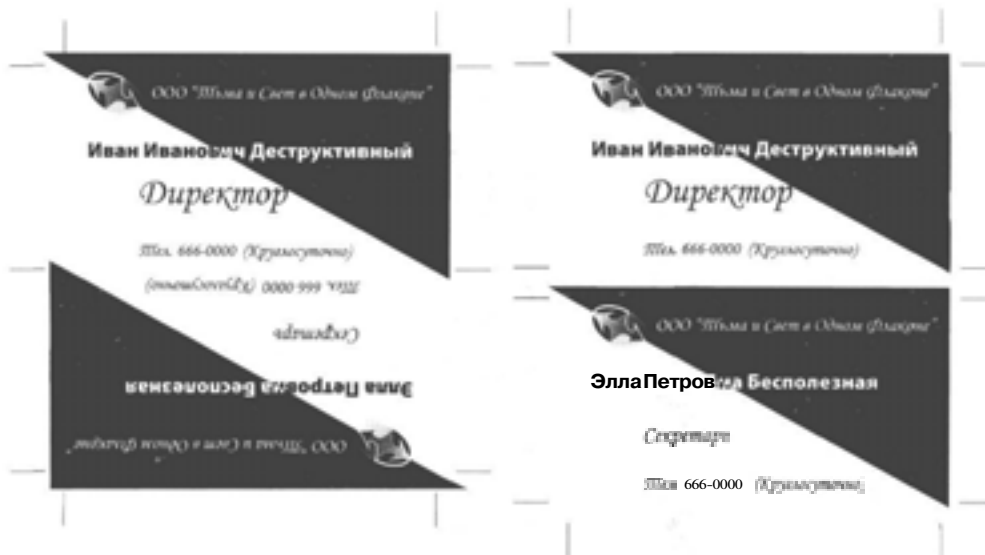 ООО "Тьма и Свет в Одном Флаконе"
Иван Иванович Деструктивный
Директор
Тел. 666-0000 (Круглосуточно)
Тел. 666-0000 (Круглосуточно)
Секретарь
Элла Петровна Бесполезная
ООО "Тьма и Свет в Одном Флаконе"
ООО "Тьма и Свет в Одном Флаконе"
Иван Иванович Деструктивный
Директор
Тел. 666-0000 (Круглосуточно)
ООО "Тьма и Свет в Одном Флаконе"
Элла Петровна Бесполезная
Секретарь
Тел 666-0000 (Круглосуточно)